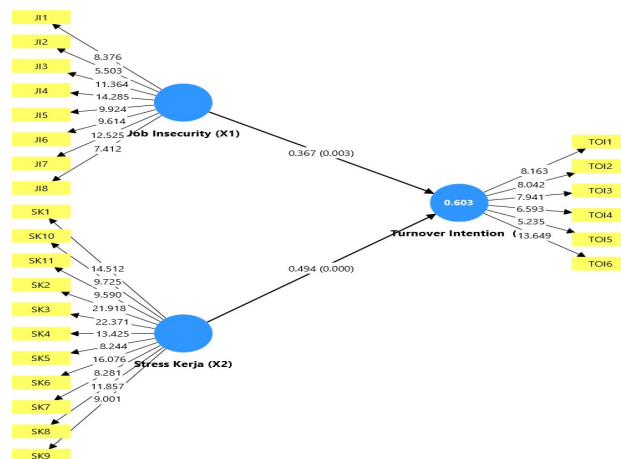 JI1
JI2
JI3
JI4
JI5
JI6
JI7
JI8
8.376
5.503
11.364
14.285
9.924
9.614
12.525
7.412
Job Insecurity (X1)
0.367 (0.003)
SK1
SK10
SK11
SK2
SK3
SK4
SK5
SK6
SK7
SK8
SK9
14.512
9.725
9.590
21.918
22.371
13.425
8.244
16.076
8.281
11.857
9.001
Stress Kerja (X2)
0.494 (0.000)
0.603
Turnover Intention (
8.163
8.042
7.941
6.593
5.235
13.649
TOI1
TOI2
TOI3
TOI4
TOI5
TOI6